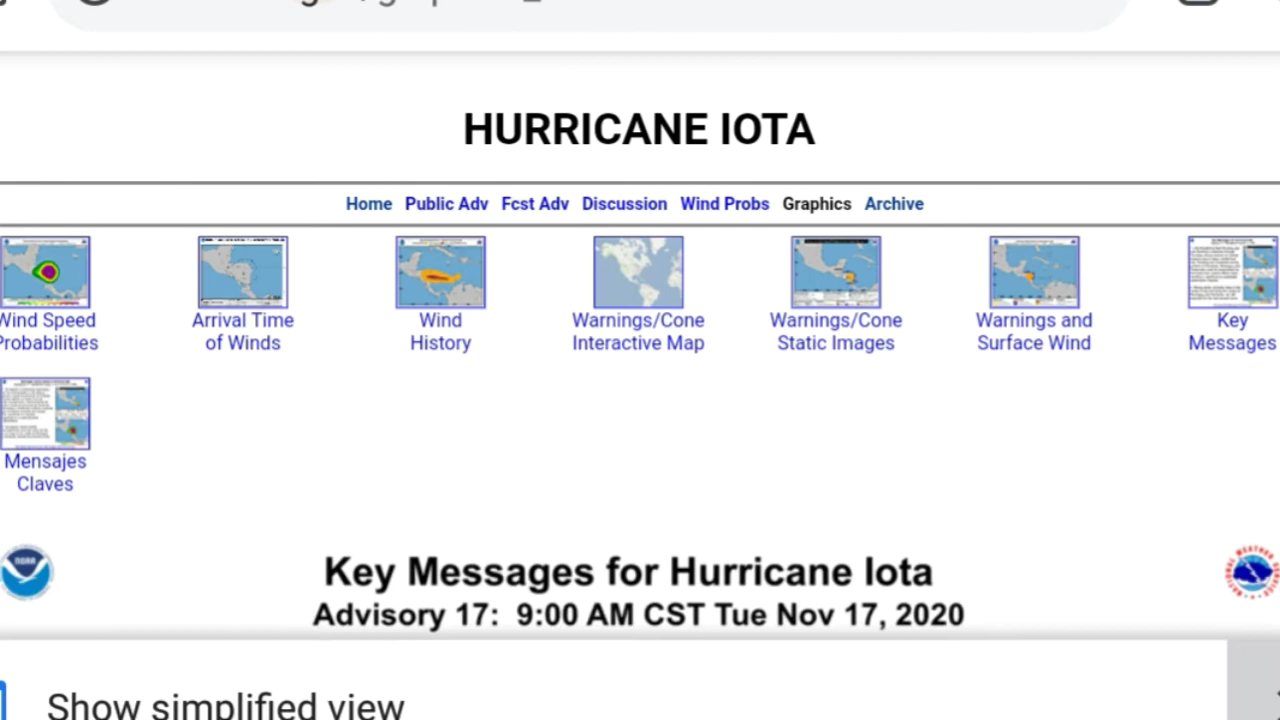 HURRICANE IOTA
Home Public Adv Fcst Adv Discussion Wind Probs Graphics Archive
Wind Speed
Probabilities
Arrival Time
of Winds
Wind
History
Warnings/Cone
Interactive Map
Warnings/Cone
Static Images
Warnings and
Surface Wind
Key
Messages
Mensajes
Claves
NOAA
Key Messages for Hurricane Iota
Advisory 17: 9:00 AM CST Tue Nov 17, 2020
Show simplified view